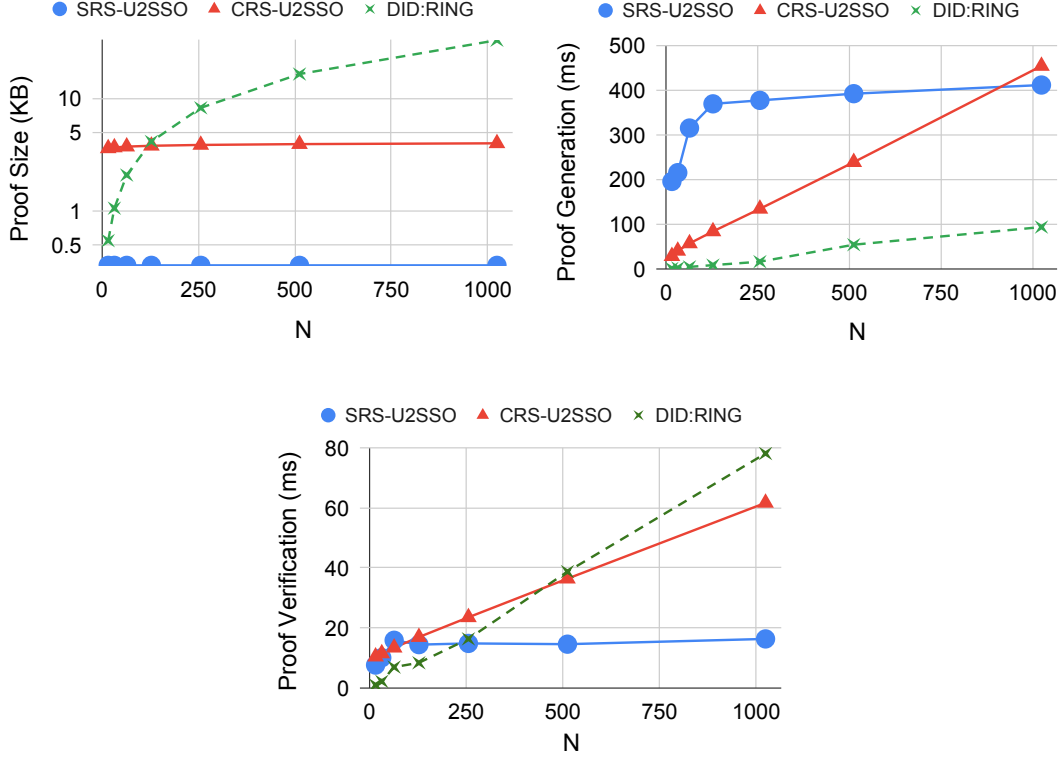 SRS-U2SSO CRS-U2SSO DID:RING
Proof Size (KB)
10
5
1
0.5
0 250 500 750 1000
N
SRS-U2SSO CRS-U2SSO DID:RING
Proof Generation (ms)
500
400
300
200
100
0
0 250 500 750 1000
N
SRS-U2SSO CRS-U2SSO DID:RING
Proof Verification (ms)
80
60
40
20
0
0 250 500 750 1000
N